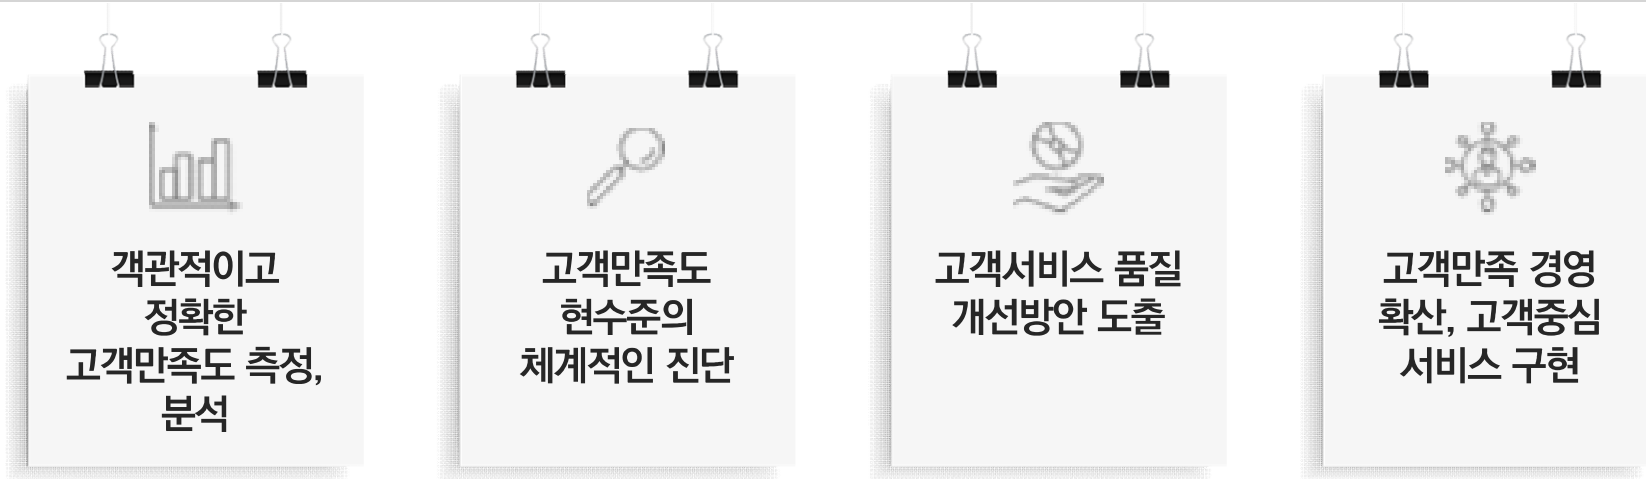 객관적이고
정확한
고객만족도 측정,
분석
고객만족도
현수준의
체계적인 진단
고객서비스 품질
개선방안 도출
고객만족 경영
확산, 고객중심
서비스 구현